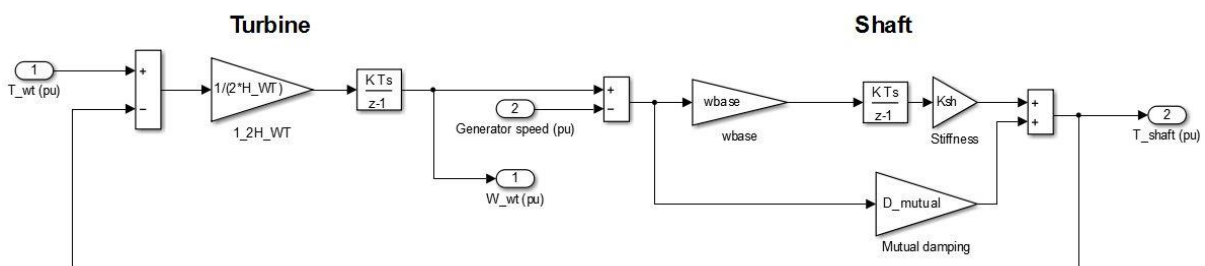 Turbine
Shaft
1
T_wt (pu)
+
−
1/(2*H_WT)
1_2H_WT
K Ts
z-1
2
Generator speed (pu)
+
−
1
W_wt (pu)
wbase
wbase
K Ts
z-1
Ksh
Stiffness
D_mutual
Mutual damping
+
+
2
T_shaft (pu)